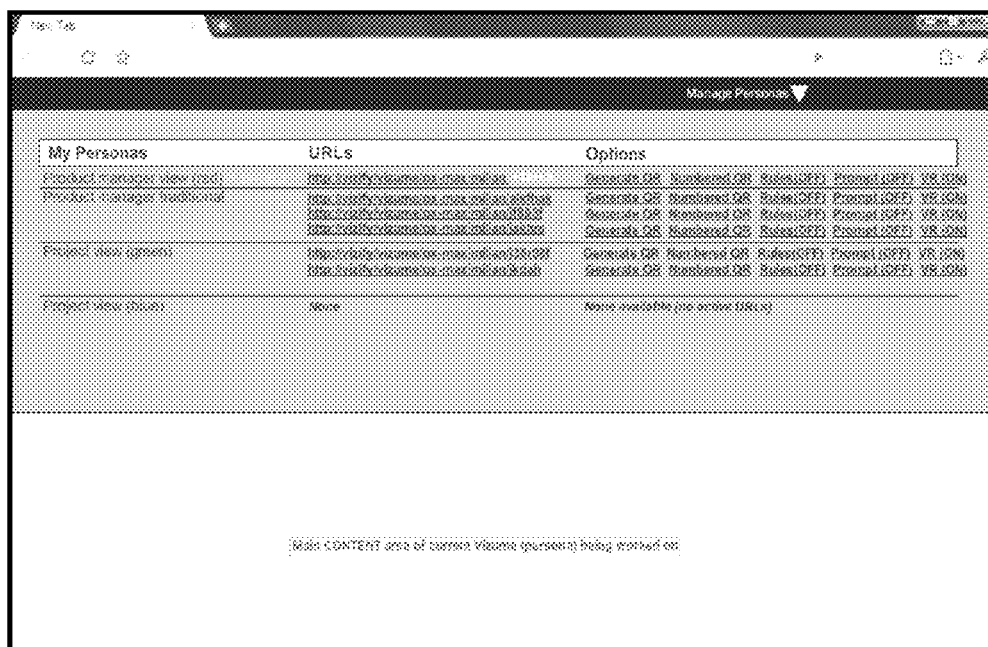 New Tab
Manage Personas
My Personas URLs Options
Product manager view (red) Generate QR Numbered QR Rules (OFF) Prompt (OFF) VR (ON)
Product manager traditional Generate QR Numbered QR Rules (OFF) Prompt (OFF) VR (ON)
Generate QR Numbered QR Rules (OFF) Prompt (OFF) VR (ON)
Generate QR Numbered QR Rules (OFF) Prompt (OFF) VR (ON)
Project view (green) Generate QR Numbered QR Rules (OFF) Prompt (OFF) VR (ON)
Generate QR Numbered QR Rules (OFF) Prompt (OFF) VR (ON)
Project view (blue) None None available (no active URLs)
Main CONTENT area of current Vizume (persona) being worked on